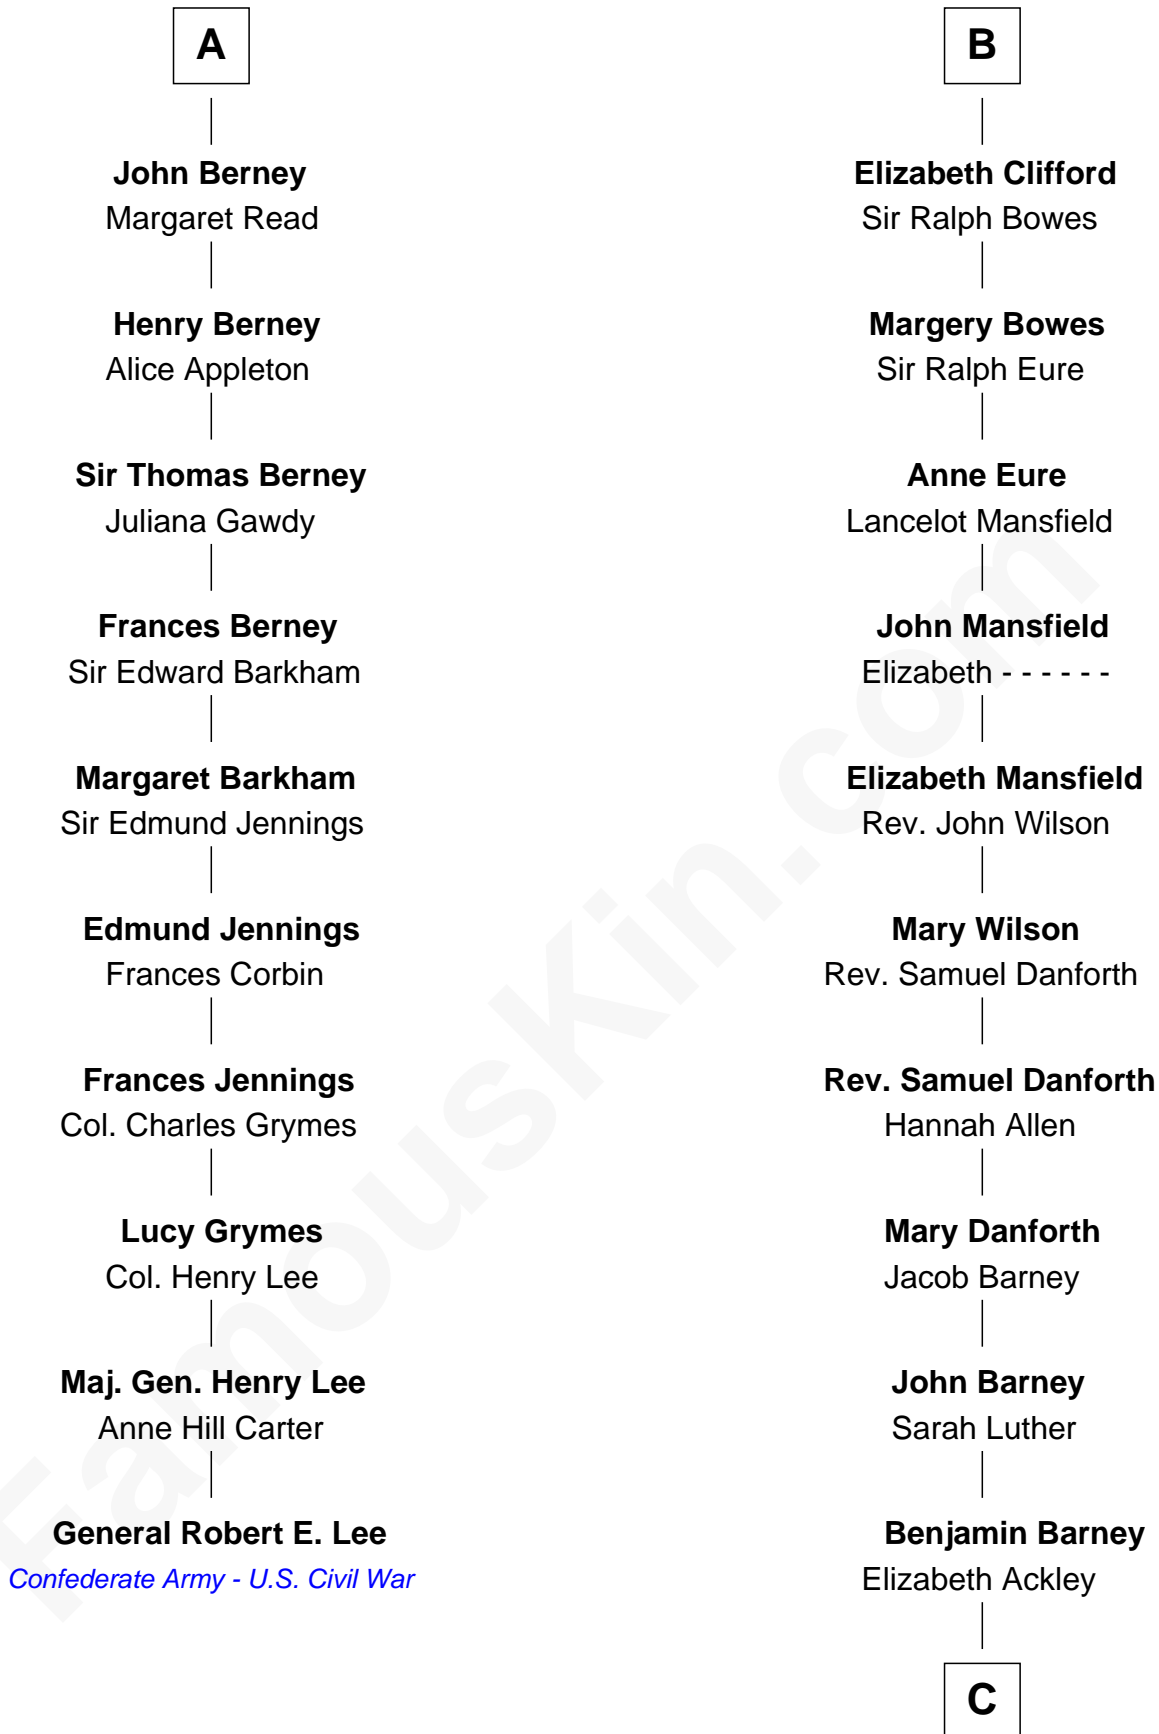 A
John Berney
Margaret Read
Henry Berney
Alice Appleton
Sir Thomas Berney
Juliana Gawdy
Frances Berney
Sir Edward Barkham
Margaret Barkham
Sir Edmund Jennings
Edmund Jennings
Frances Corbin
Frances Jennings
Col. Charles Grymes
Lucy Grymes
Col. Henry Lee
Maj. Gen. Henry Lee
Anne Hill Carter
General Robert E. Lee
Confederate Army - U.S. Civil War
B
Elizabeth Clifford
Sir Ralph Bowes
Margery Bowes
Sir Ralph Eure
Anne Eure
Lancelot Mansfield
John Mansfield
Elizabeth - - - - - -
Elizabeth Mansfield
Rev. John Wilson
Mary Wilson
Rev. Samuel Danforth
Rev. Samuel Danforth
Hannah Allen
Mary Danforth
Jacob Barney
John Barney
Sarah Luther
Benjamin Barney
Elizabeth Ackley
C
FamousKin.com